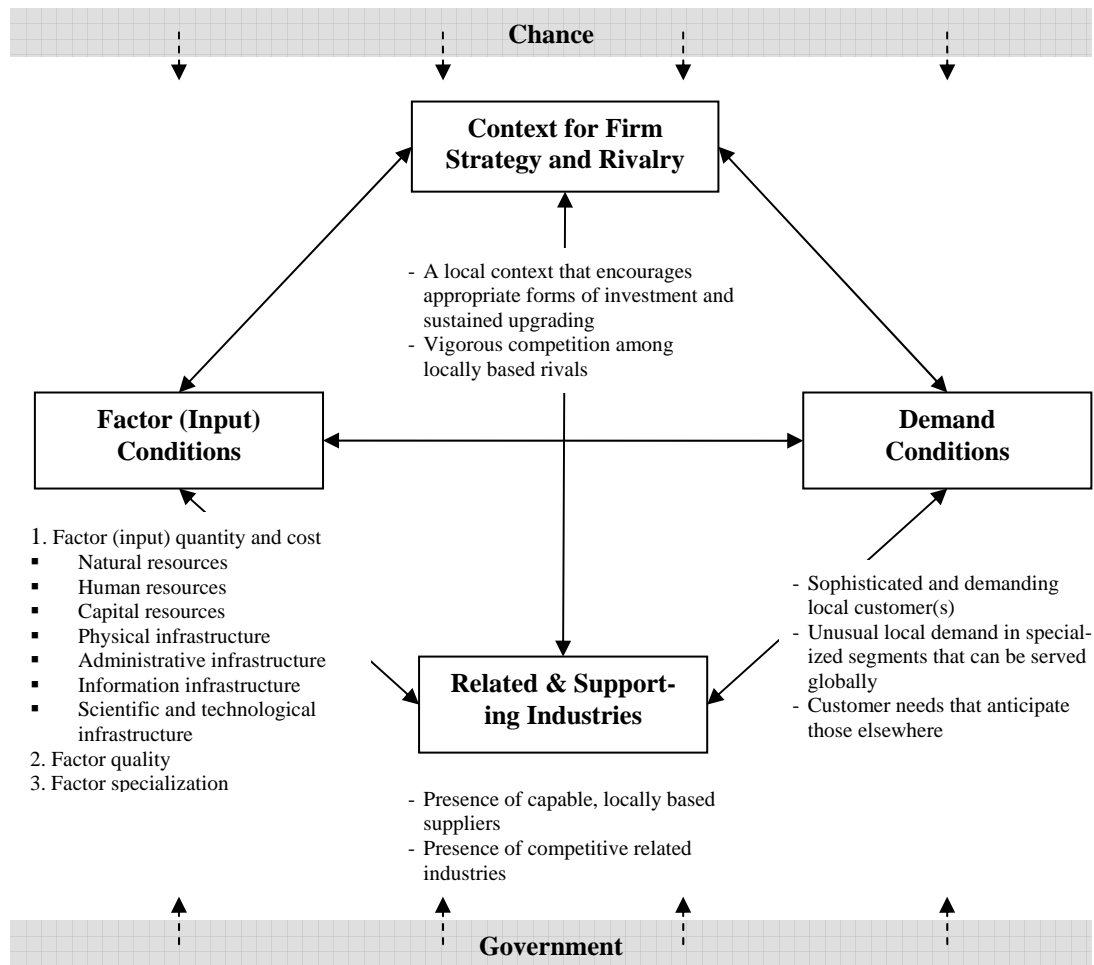 Chance
Context for Firm
Strategy and Rivalry
- A local context that encourages
appropriate forms of investment and
sustained upgrading
- Vigorous competition among
locally based rivals
Factor (Input)
Conditions
Demand
Conditions
1. Factor (input) quantity and cost
▪ Natural resources
▪ Human resources
▪ Capital resources
▪ Physical infrastructure
▪ Administrative infrastructure
▪ Information infrastructure
▪ Scientific and technological
infrastructure
2. Factor quality
3. Factor specialization
- Sophisticated and demanding
local customer(s)
- Unusual local demand in special-
ized segments that can be served
globally
- Customer needs that anticipate
those elsewhere
Related & Support-
ing Industries
- Presence of capable, locally based
suppliers
- Presence of competitive related
industries
Government